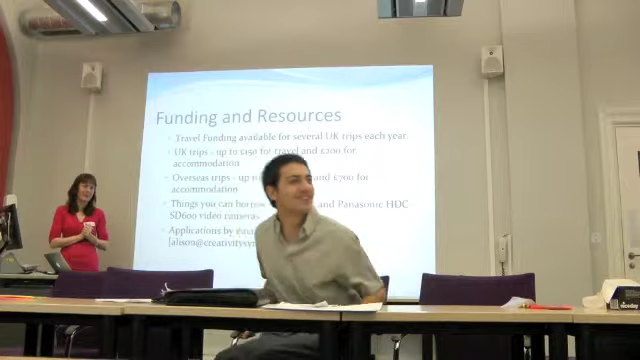 Funding and Resources
Travel Funding available for several UK trips each year.
UK trips - up to £150 for travel and £200 for
accommodation
Overseas trips - up and £700 for
accommodation
Things you can borrow and Panasonic HDC-
SD600 video cameras
Applications by